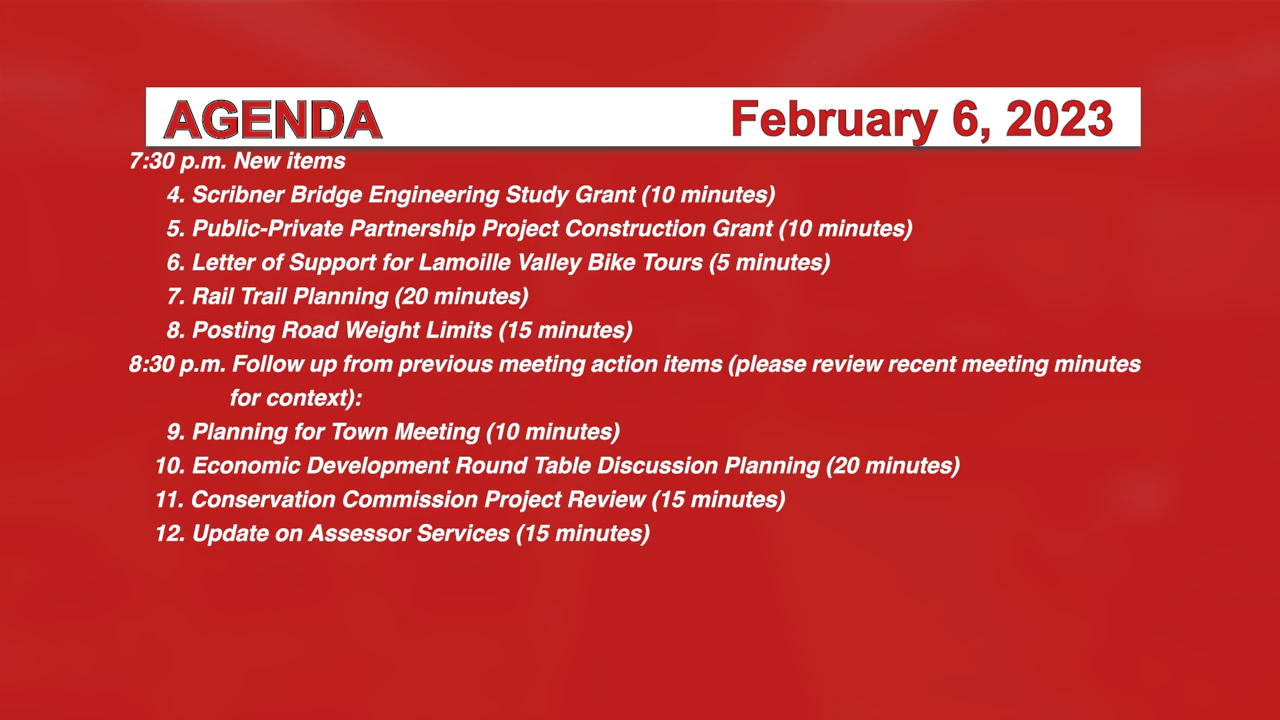 AGENDA February 6, 2023
7:30 p.m. New items
4. Scribner Bridge Engineering Study Grant (10 minutes)
5. Public-Private Partnership Project Construction Grant (10 minutes)
6. Letter of Support for Lamoille Valley Bike Tours (5 minutes)
7. Rail Trail Planning (20 minutes)
8. Posting Road Weight Limits (15 minutes)
8:30 p.m. Follow up from previous meeting action items (please review recent meeting minutes
for context):
9. Planning for Town Meeting (10 minutes)
10. Economic Development Round Table Discussion Planning (20 minutes)
11. Conservation Commission Project Review (15 minutes)
12. Update on Assessor Services (15 minutes)